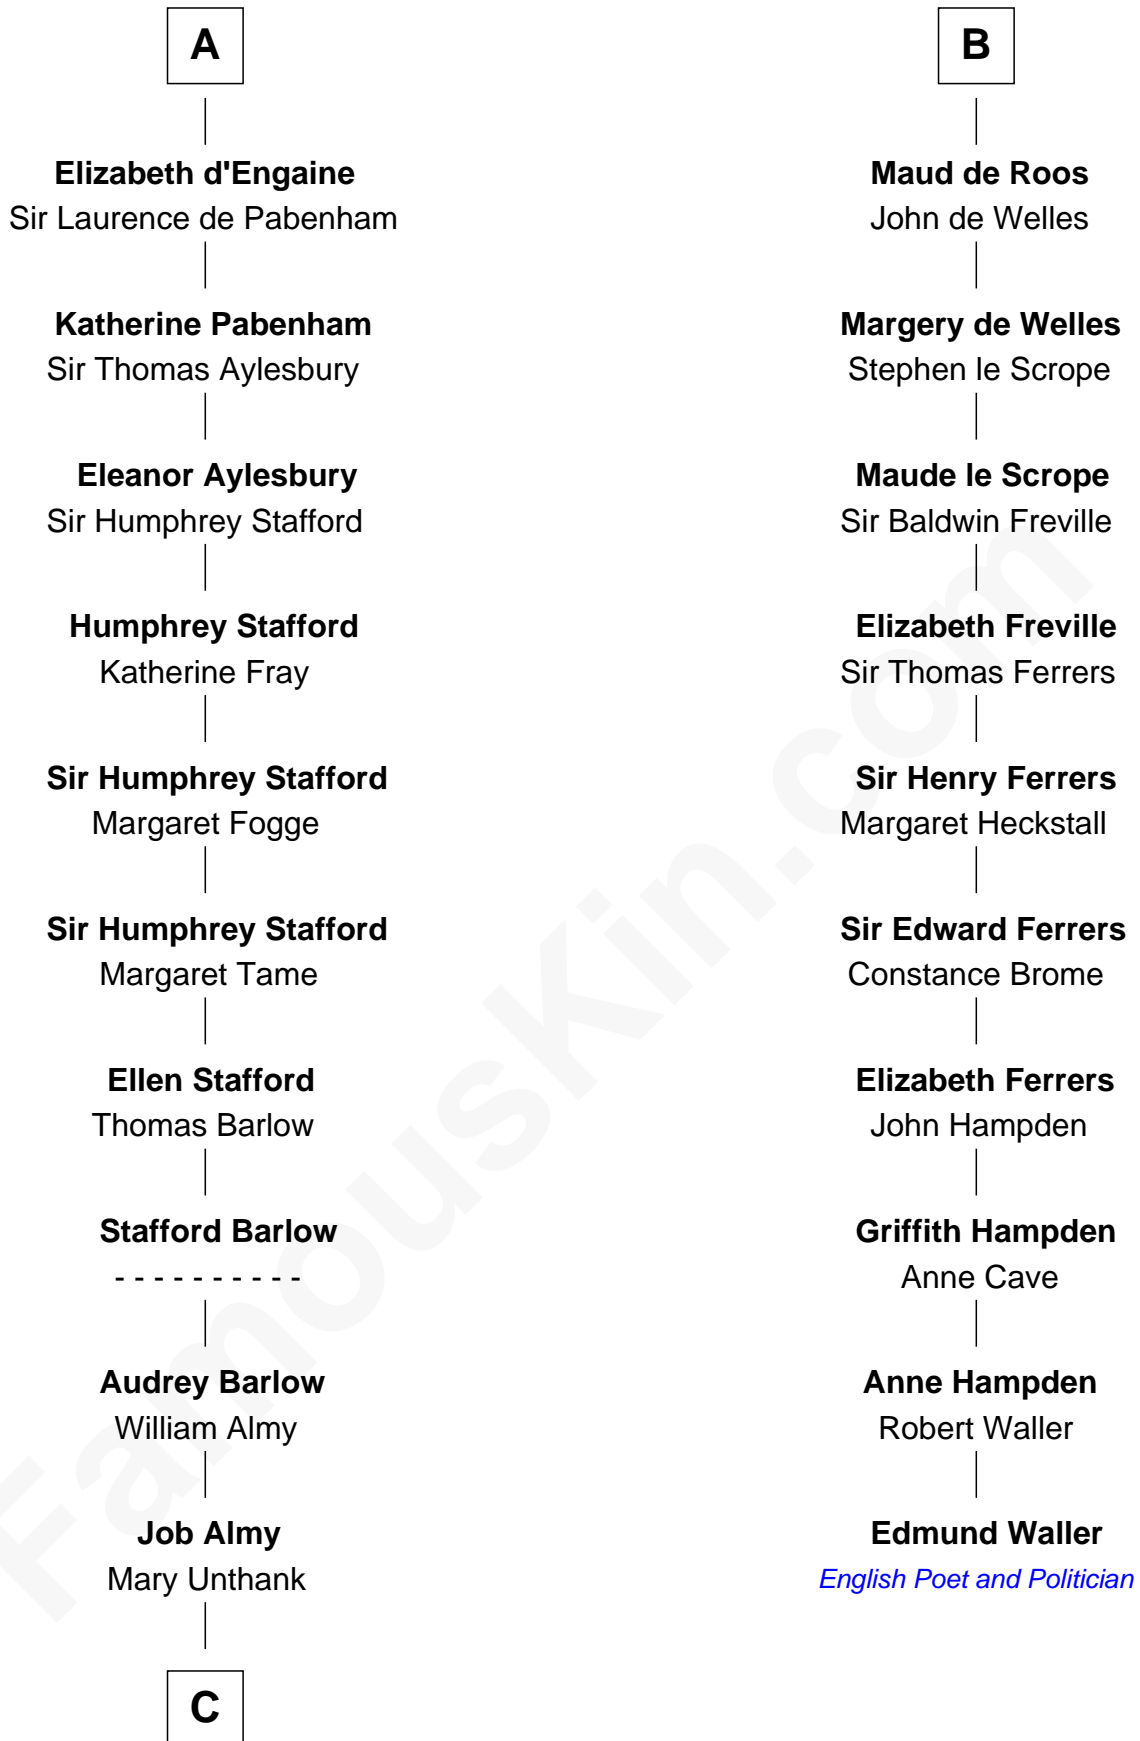 A
Elizabeth d'Engaine
Sir Laurence de Pabenham
Katherine Pabenham
Sir Thomas Aylesbury
Eleanor Aylesbury
Sir Humphrey Stafford
Humphrey Stafford
Katherine Fray
Sir Humphrey Stafford
Margaret Fogge
Sir Humphrey Stafford
Margaret Tame
Ellen Stafford
Thomas Barlow
Stafford Barlow
- - - - - - - - - -
Audrey Barlow
William Almy
Job Almy
Mary Unthank
C
B
Maud de Roos
John de Welles
Margery de Welles
Stephen le Scrope
Maude le Scrope
Sir Baldwin Freville
Elizabeth Freville
Sir Thomas Ferrers
Sir Henry Ferrers
Margaret Heckstall
Sir Edward Ferrers
Constance Brome
Elizabeth Ferrers
John Hampden
Griffith Hampden
Anne Cave
Anne Hampden
Robert Waller
Edmund Waller
English Poet and Politician
FamousKin.com